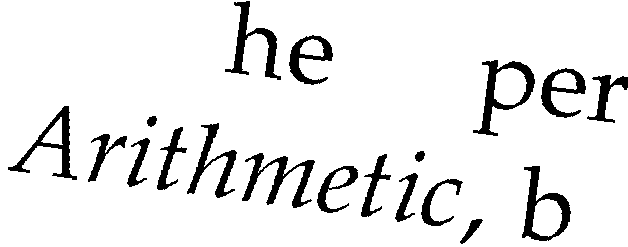 he per
Arithmetic, b